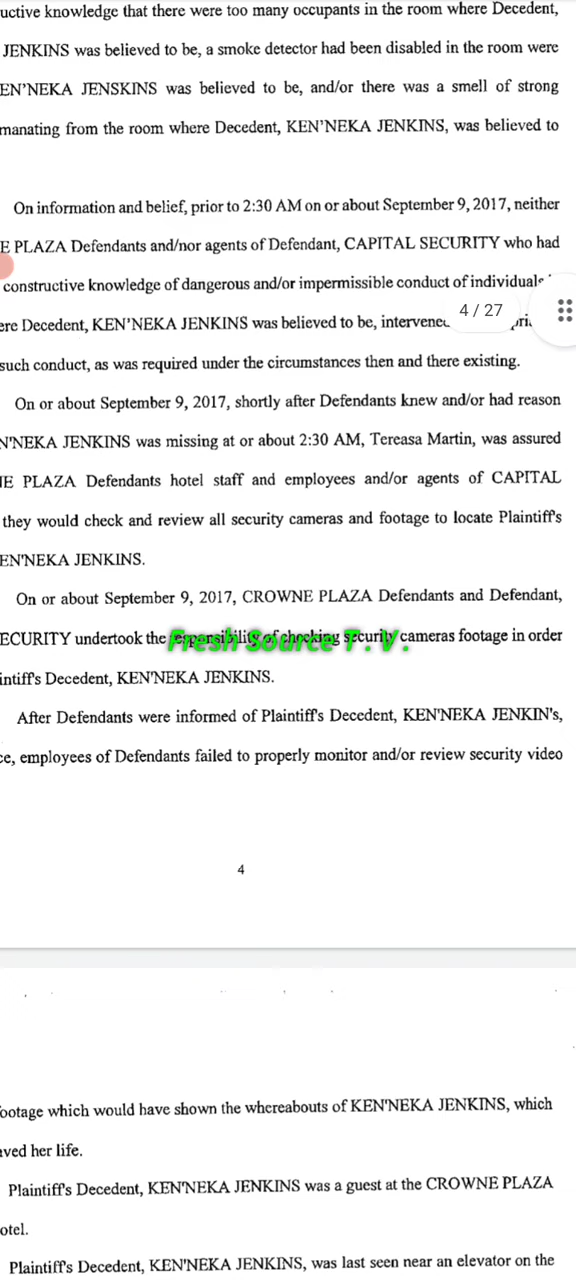 uctive knowledge that there were too many occupants in the room where Decedent,
JENKINS was believed to be, a smoke detector had been disabled in the room were
EN'NEKA JENSKINS was believed to be, and/or there was a smell of strong
manating from the room where Decedent, KEN'NEKA JENKINS, was believed to
On information and belief, prior to 2:30 AM on or about September 9, 2017, neither
E PLAZA Defendants and/nor agents of Defendant, CAPITAL SECURITY who had
constructive knowledge of dangerous and/or impermissible conduct of individuals
4 / 27
ere Decedent, KEN'NEKA JENKINS was believed to be,
such conduct, as was required under the circumstances then and there existing.
On or about September 9, 2017, shortly after Defendants knew and/or had reason
N'NEKA JENKINS was missing at or about 2:30 AM, Tereasa Martin, was assured
NE PLAZA Defendants hotel staff and employees and/or agents of CAPITAL
they would check and review all security cameras and footage to locate Plaintiff's
EN'NEKA JENKINS.
On or about September 9, 2017, CROWNE PLAZA Defendants and Defendant,
ECURITY undertook the responsibility of checking security cameras footage in order
Fresh Source T.V.
intiff's Decedent, KEN'NEKA JENKINS.
After Defendants were informed of Plaintiff's Decedent, KEN'NEKA JENKIN's,
ce, employees of Defendants failed to properly monitor and/or review security video
4
ootage which would have shown the whereabouts of KEN'NEKA JENKINS, which
aved her life.
Plaintiff's Decedent, KEN'NEKA JENKINS was a guest at the CROWNE PLAZA
otel.
Plaintiff's Decedent, KEN'NEKA JENKINS, was last seen near an elevator on the